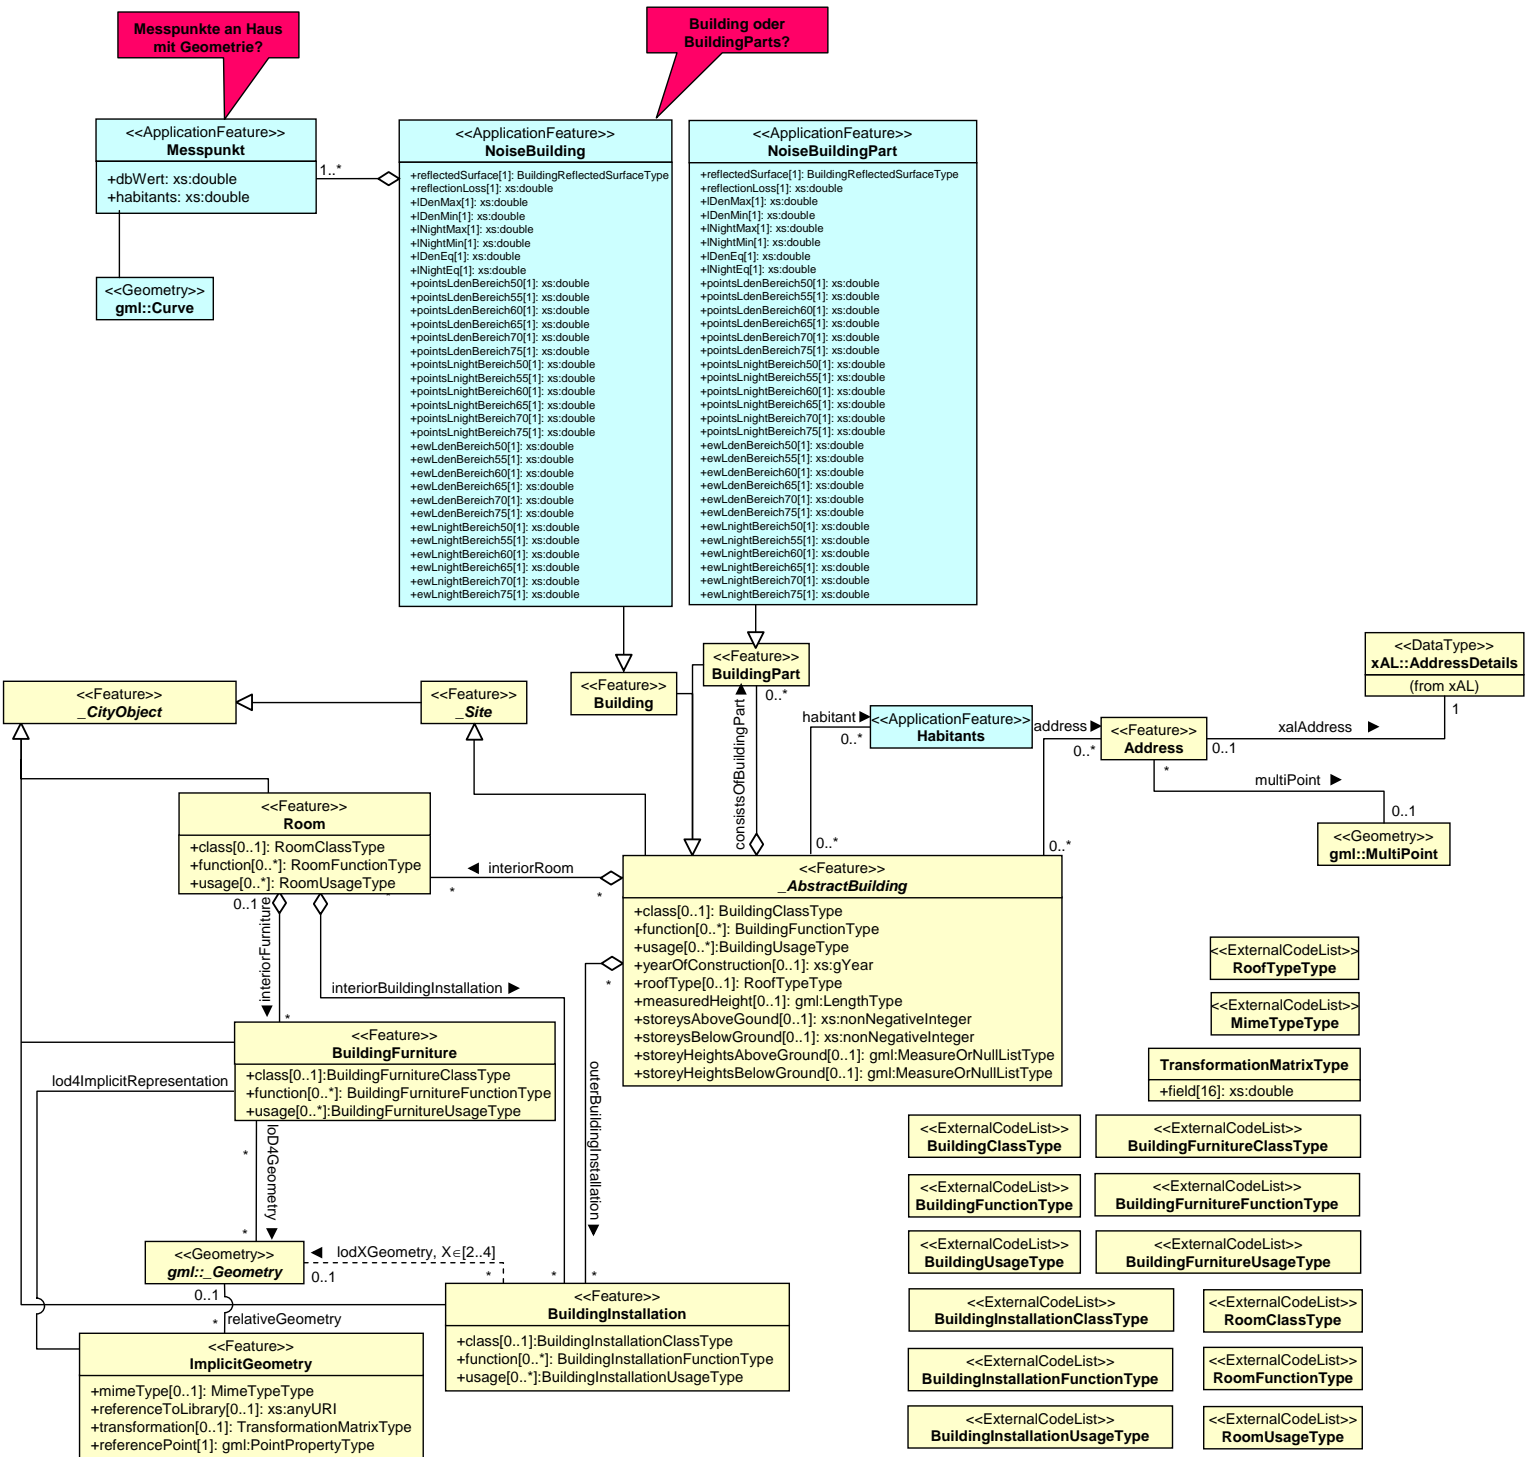 Messpunkte an Haus
mit Geometrie?
Building oder
BuildingParts?
<<ApplicationFeature>>
Messpunkt
+dbWert: xs:double
+habitants: xs:double
1..*
<<Geometry>>
gml::Curve
<<ApplicationFeature>>
NoiseBuilding
+reflectedSurface[1]: BuildingReflectedSurfaceType
+reflectionLoss[1]: xs:double
+lDenMax[1]: xs:double
+lDenMin[1]: xs:double
+lNightMax[1]: xs:double
+lNightMin[1]: xs:double
+lDenEq[1]: xs:double
+lNightEq[1]: xs:double
+pointsLdenBereich50[1]: xs:double
+pointsLdenBereich55[1]: xs:double
+pointsLdenBereich60[1]: xs:double
+pointsLdenBereich65[1]: xs:double
+pointsLdenBereich70[1]: xs:double
+pointsLdenBereich75[1]: xs:double
+pointsLnightBereich50[1]: xs:double
+pointsLnightBereich55[1]: xs:double
+pointsLnightBereich60[1]: xs:double
+pointsLnightBereich65[1]: xs:double
+pointsLnightBereich70[1]: xs:double
+pointsLnightBereich75[1]: xs:double
+ewLdenBereich50[1]: xs:double
+ewLdenBereich55[1]: xs:double
+ewLdenBereich60[1]: xs:double
+ewLdenBereich65[1]: xs:double
+ewLdenBereich70[1]: xs:double
+ewLdenBereich75[1]: xs:double
+ewLnightBereich50[1]: xs:double
+ewLnightBereich55[1]: xs:double
+ewLnightBereich60[1]: xs:double
+ewLnightBereich65[1]: xs:double
+ewLnightBereich70[1]: xs:double
+ewLnightBereich75[1]: xs:double
<<ApplicationFeature>>
NoiseBuildingPart
+reflectedSurface[1]: BuildingReflectedSurfaceType
+reflectionLoss[1]: xs:double
+lDenMax[1]: xs:double
+lDenMin[1]: xs:double
+lNightMax[1]: xs:double
+lNightMin[1]: xs:double
+lDenEq[1]: xs:double
+lNightEq[1]: xs:double
+pointsLdenBereich50[1]: xs:double
+pointsLdenBereich55[1]: xs:double
+pointsLdenBereich60[1]: xs:double
+pointsLdenBereich65[1]: xs:double
+pointsLdenBereich70[1]: xs:double
+pointsLdenBereich75[1]: xs:double
+pointsLnightBereich50[1]: xs:double
+pointsLnightBereich55[1]: xs:double
+pointsLnightBereich60[1]: xs:double
+pointsLnightBereich65[1]: xs:double
+pointsLnightBereich70[1]: xs:double
+pointsLnightBereich75[1]: xs:double
+ewLdenBereich50[1]: xs:double
+ewLdenBereich55[1]: xs:double
+ewLdenBereich60[1]: xs:double
+ewLdenBereich65[1]: xs:double
+ewLdenBereich70[1]: xs:double
+ewLdenBereich75[1]: xs:double
+ewLnightBereich50[1]: xs:double
+ewLnightBereich55[1]: xs:double
+ewLnightBereich60[1]: xs:double
+ewLnightBereich65[1]: xs:double
+ewLnightBereich70[1]: xs:double
+ewLnightBereich75[1]: xs:double
<<Feature>>
_CityObject
<<Feature>>
_Site
<<Feature>>
Building
<<Feature>>
BuildingPart
0..*
consistsOfBuildingPart
habitant
0..*
0..*
<<ApplicationFeature>>
Habitants
address
0..*
0..*
<<Feature>>
Address
0..1
xalAddress
1
<<DataType>>
xAL::AddressDetails
(from xAL)
*
multiPoint
0..1
<<Geometry>>
gml::MultiPoint
<<Feature>>
Room
+class[0..1]: RoomClassType
+function[0..*]: RoomFunctionType
+usage[0..*]: RoomUsageType
interiorRoom
*
*
<<Feature>>
_AbstractBuilding
+class[0..1]: BuildingClassType
+function[0..*]: BuildingFunctionType
+usage[0..*]:BuildingUsageType
+yearOfConstruction[0..1]: xs:gYear
+roofType[0..1]: RoofTypeType
+measuredHeight[0..1]: gml:LengthType
+storeysAboveGound[0..1]: xs:nonNegativeInteger
+storeysBelowGround[0..1]: xs:nonNegativeInteger
+storeyHeightsAboveGround[0..1]: gml:MeasureOrNullListType
+storeyHeightsBelowGround[0..1]: gml:MeasureOrNullListType
0..1
*
interiorFurniture
*
interiorBuildingInstallation
*
outerBuildingInstallation
<<Feature>>
BuildingFurniture
+class[0..1]:BuildingFurnitureClassType
+function[0..*]: BuildingFurnitureFunctionType
+usage[0..*]:BuildingFurnitureUsageType
lod4ImplicitRepresentation
*
loD4Geometry
*
<<Geometry>>
gml::_Geometry
lodXGeometry, X∈[2..4]
0..1
*
*
*
0..1
*
relativeGeometry
<<Feature>>
BuildingInstallation
+class[0..1]:BuildingInstallationClassType
+function[0..*]: BuildingInstallationFunctionType
+usage[0..*]:BuildingInstallationUsageType
<<Feature>>
ImplicitGeometry
+mimeType[0..1]: MimeTypeType
+referenceToLibrary[0..1]: xs:anyURI
+transformation[0..1]: TransformationMatrixType
+referencePoint[1]: gml:PointPropertyType
<<ExternalCodeList>>
RoofTypeType
<<ExternalCodeList>>
MimeTypeType
TransformationMatrixType
+field[16]: xs:double
<<ExternalCodeList>>
BuildingClassType
<<ExternalCodeList>>
BuildingFurnitureClassType
<<ExternalCodeList>>
BuildingFunctionType
<<ExternalCodeList>>
BuildingFurnitureFunctionType
<<ExternalCodeList>>
BuildingUsageType
<<ExternalCodeList>>
BuildingFurnitureUsageType
<<ExternalCodeList>>
BuildingInstallationClassType
<<ExternalCodeList>>
RoomClassType
<<ExternalCodeList>>
BuildingInstallationFunctionType
<<ExternalCodeList>>
RoomFunctionType
<<ExternalCodeList>>
BuildingInstallationUsageType
<<ExternalCodeList>>
RoomUsageType